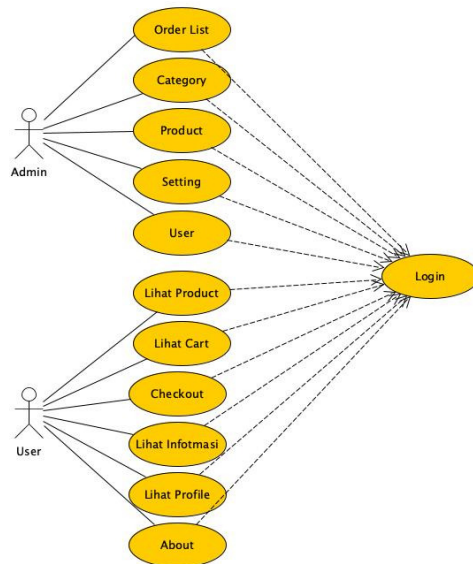 Order List
Category
Product
Admin
Setting
User
Login
Lihat Product
Lihat Cart
Checkout
User
Lihat Infotmasi
Lihat Profile
About